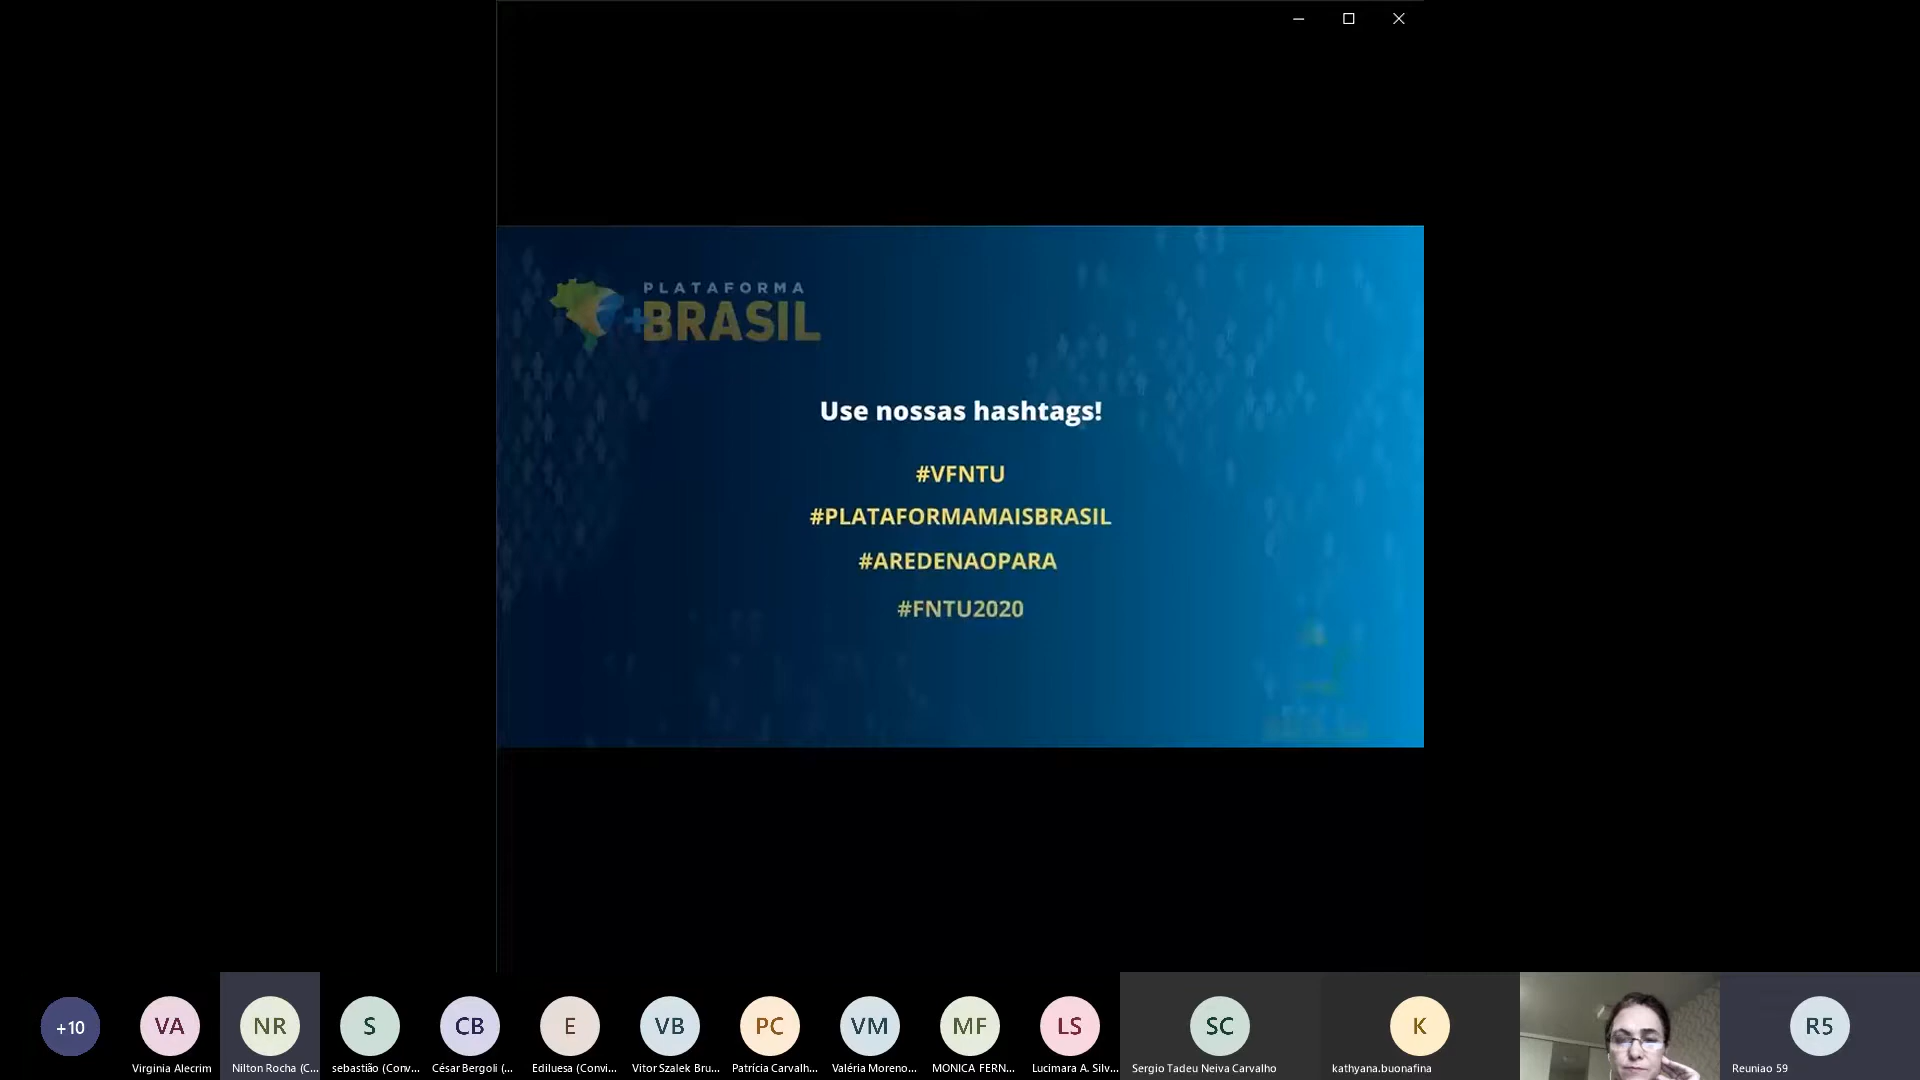 PLATAFORMA
+BRASIL
Use nossas hashtags!
#VFNTU
#PLATAFORMAMAISBRASIL
#AREDENAOPARA
#FNTU2020
+10
VA
NR
S
CB
E
VB
PC
VM
MF
LS
SC
K
R5
Virginia Alecrim
Nilton Rocha (C...
sebastião (Conv...
César Bergoli (...
Ediluesa (Convi...
Vitor Szalek Bru...
Patrícia Carvalh...
Valéria Moreno...
MONICA FERN...
Lucimara A. Silv...
Sergio Tadeu Neiva Carvalho
kathyana.buonafina
Reuniao 59